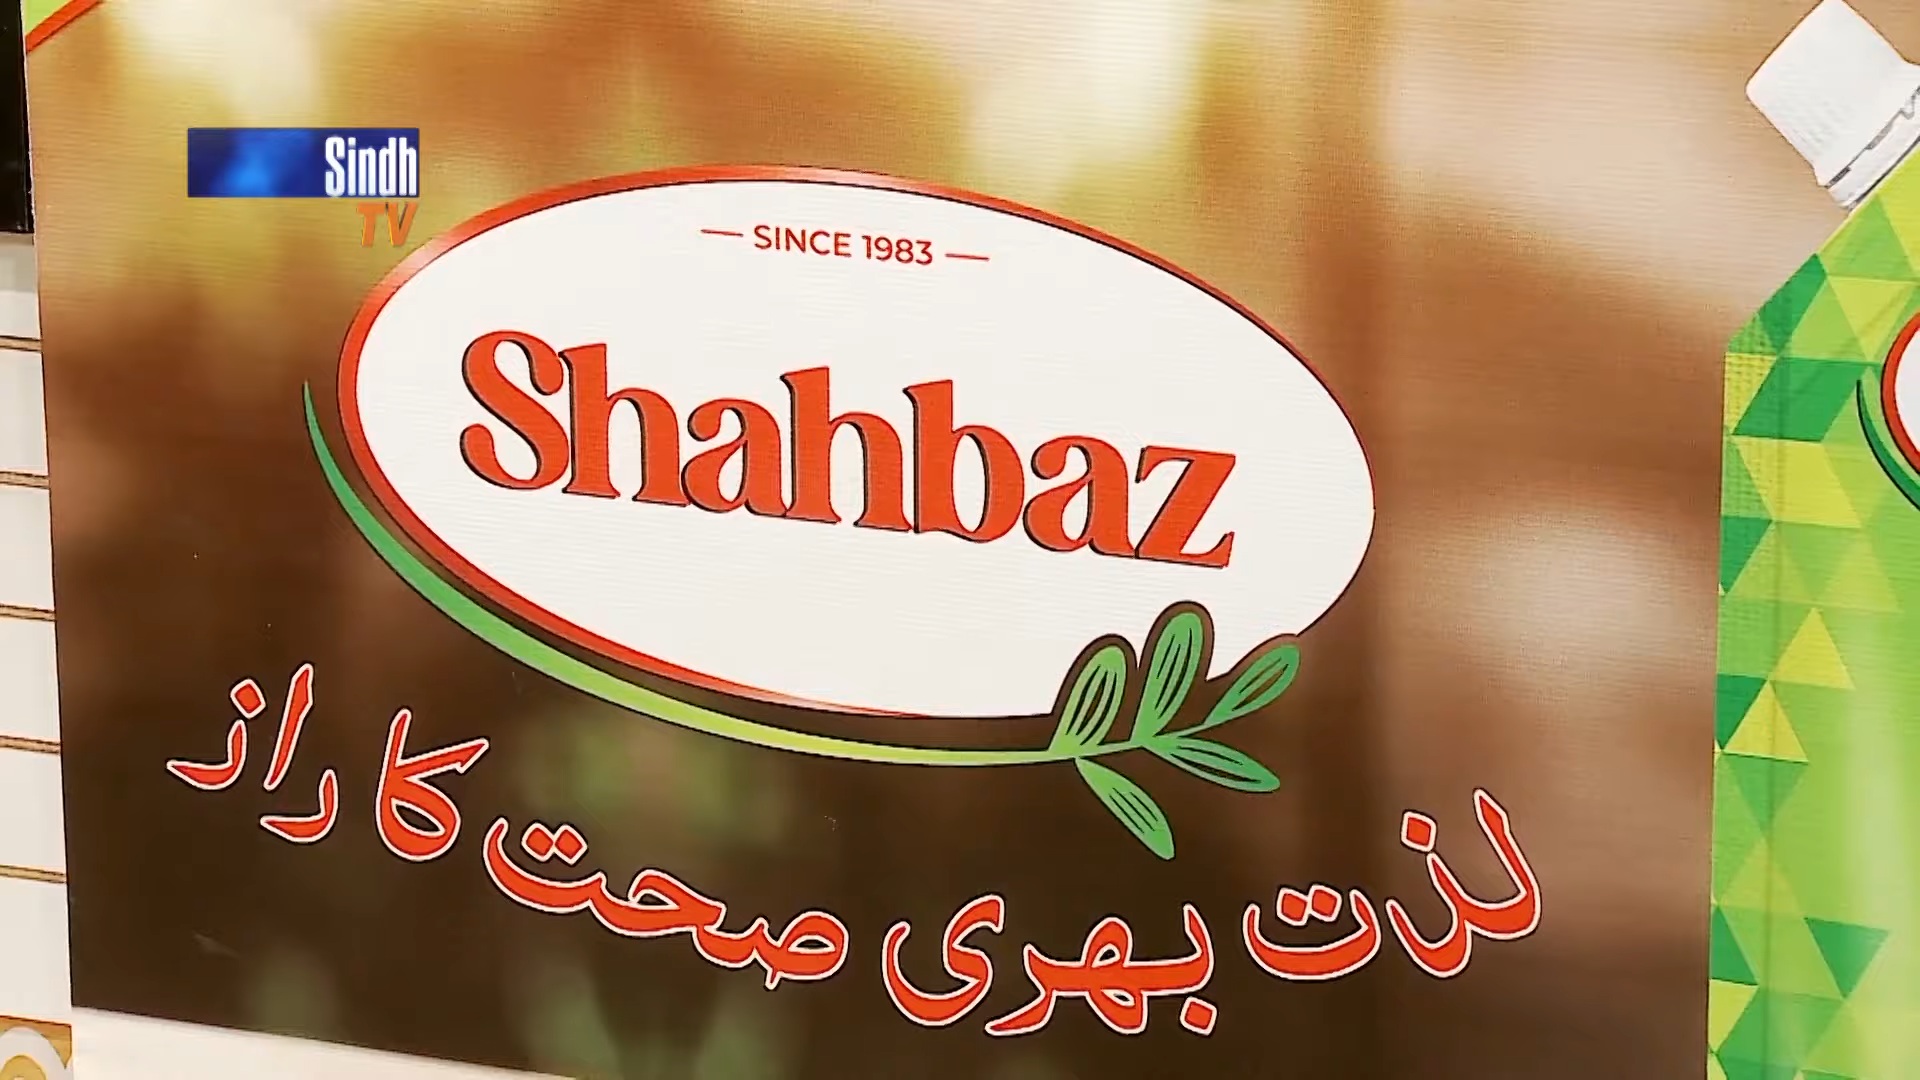 Sindh
TV
— SINCE 1983 —
Shahbaz
لذت بھری صحت کا راز